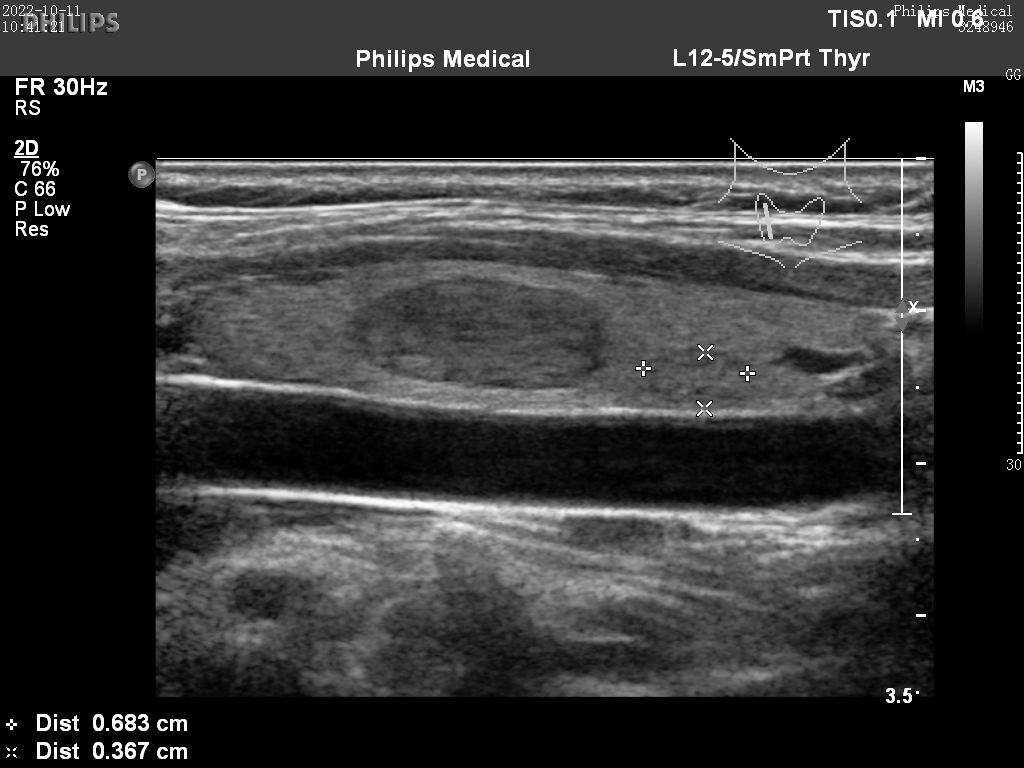 2022-10-11
10:41:21
PHILIPS
TIS0.1 MI 0.6
Philips Medical
3248946
Philips Medical
L12-5/SmPrt Thyr
GG
FR 30Hz
RS
M3
2D
76%
C 66
P Low
Res
P
X
30
3.5
Dist 0.683 cm
Dist 0.367 cm